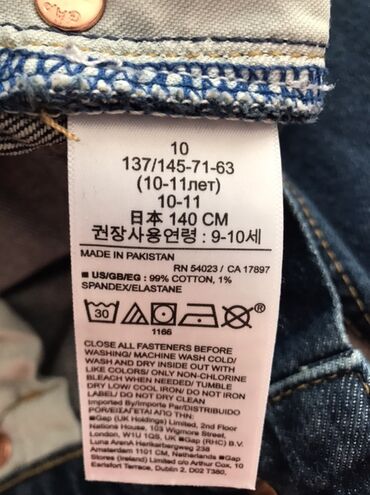 GAP
10
137/145-71-63
(10-11лет)
10-11
日本 140 CM
권장사용연령 : 9-10세
MADE IN PAKISTAN
RN 54023 / CA 17897
■ US/GB/EG : 99% COTTON, 1%
SPANDEX/ELASTANE
30
1166
CLOSE ALL FASTENERS BEFORE
WASHING/ MACHINE WASH COLD/
WASH AND DRY INSIDE OUT WITH
LIKE COLORS/ ONLY NON-CHLORINE
BLEACH WHEN NEEDED/ TUMBLE
DRY LOW/ COOL IRON/ DO NOT IRON
LABEL/ DO NOT DRY CLEAN
Imported by/Importé par/DISTRIBUIDO
POR/ΕΙΣΑΓΕΤΑΙ ΑΠΟ
■Gap (UK Holdings) Limited, 2nd Floor
Nations House, 103 Wigmore Street,
London, W1U 1QS, UK ■Gap (RHC) B.V.
Luna ArenA Herikerbergweg 238
Amsterdam 1101 CM, Netherlands ■Gap
Stores (Ireland) Limited c/o Arthur Cox, 10
Earlsfort Terrace, Dublin 2, D02 T380,